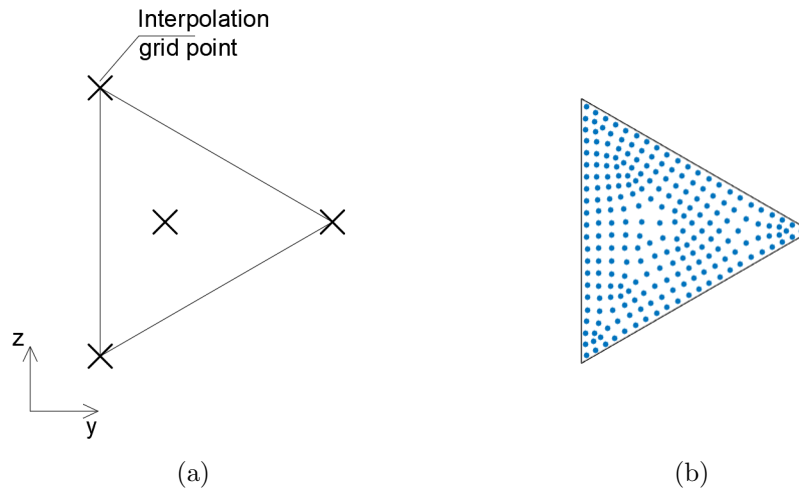 Interpolation
grid point
z
y
(a)
(b)